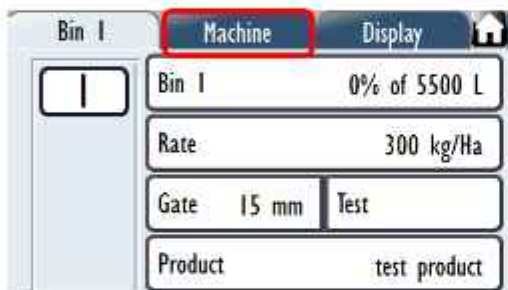 Bin 1 Machine Display
1
Bin 1 0% of 5500 L
Rate 300 kg/Ha
Gate 15 mm Test
Product test product